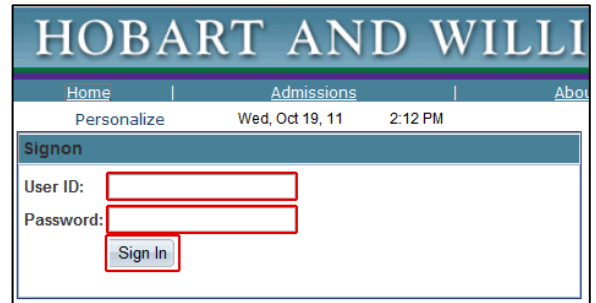 HOBART AND WILLI
Home | Admissions | Abou
Personalize Wed, Oct 19, 11 2:12 PM
Signon
User ID:
Password:
Sign In